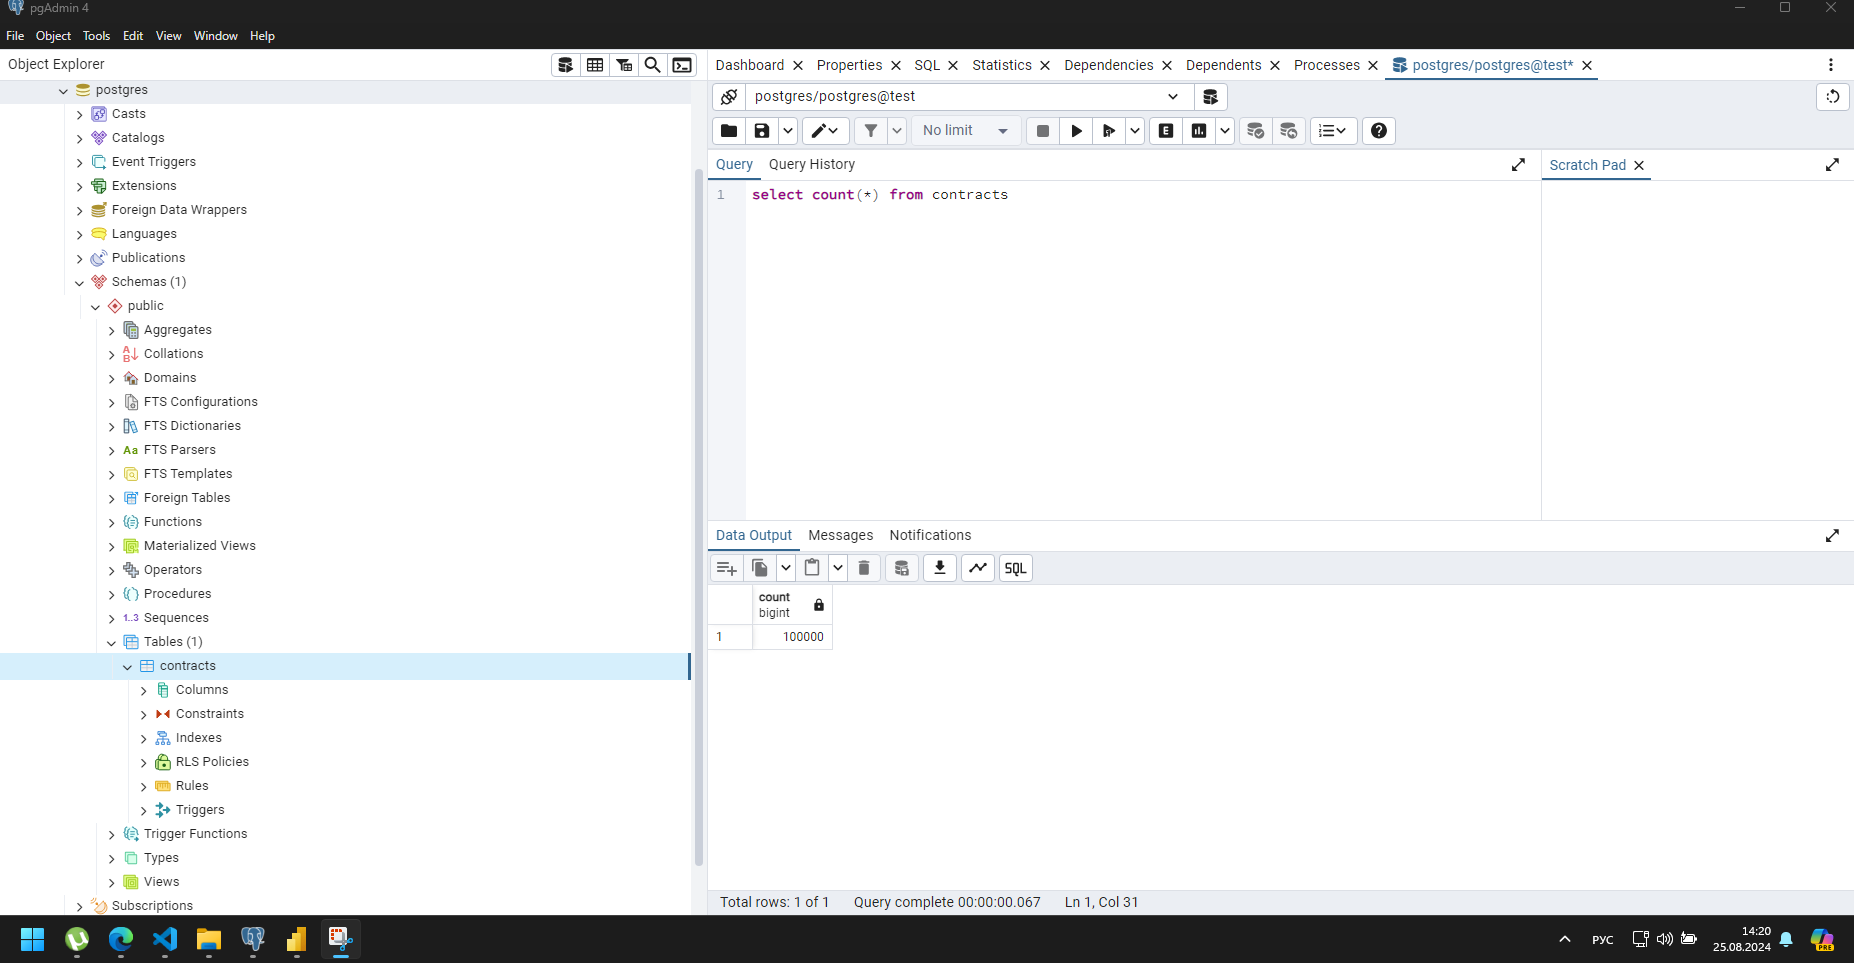 pgAdmin 4
File Object Tools Edit View Window Help
Object Explorer
postgres
Casts
Catalogs
Event Triggers
Extensions
Foreign Data Wrappers
Languages
Publications
Schemas (1)
public
Aggregates
Collations
Domains
FTS Configurations
FTS Dictionaries
Aa FTS Parsers
FTS Templates
Foreign Tables
Functions
Materialized Views
Operators
Procedures
1..3 Sequences
Tables (1)
contracts
Columns
Constraints
Indexes
RLS Policies
Rules
Triggers
Trigger Functions
Types
Views
Subscriptions
Dashboard Properties SQL Statistics Dependencies Dependents Processes postgres/postgres@test*
postgres/postgres@test
No limit
E
Query Query History
Scratch Pad
1 select count(*) from contracts
Data Output Messages Notifications
SQL
count
bigint
1 100000
Total rows: 1 of 1 Query complete 00:00:00.067 Ln 1, Col 31
РУС
14:20
25.08.2024
PRE